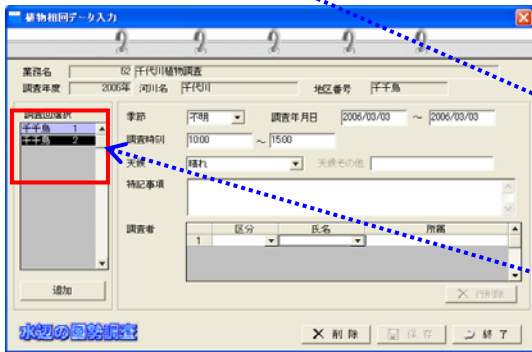 植物相回データ入力
業務名 52 千代川植物調査
調査年度 2006年 河川名 千代川 地区番号 千千鳥
調査回選択
千千鳥 1
千千鳥 2
季節 不明 調査年月日 2006/03/03 ～ 2006/03/03
調査時刻 10:00 ～ 15:00
天候 晴れ 天候その他
特記事項
調査者 区分 氏名 所属
1
追加
行削除
水辺の国勢調査
削除 保存 終了